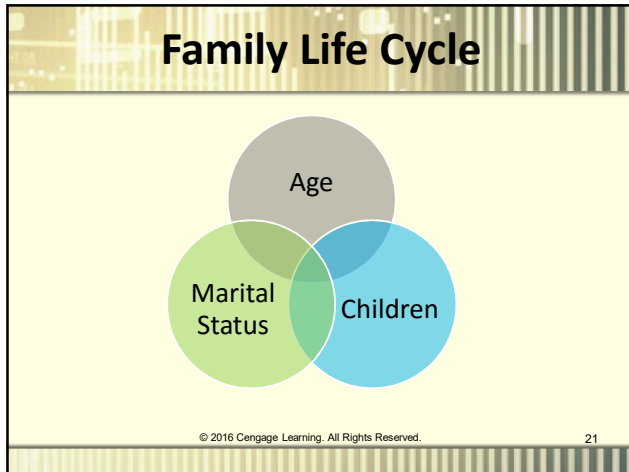 Family Life Cycle
Age
Marital
Status
Children
© 2016 Cengage Learning. All Rights Reserved.
21